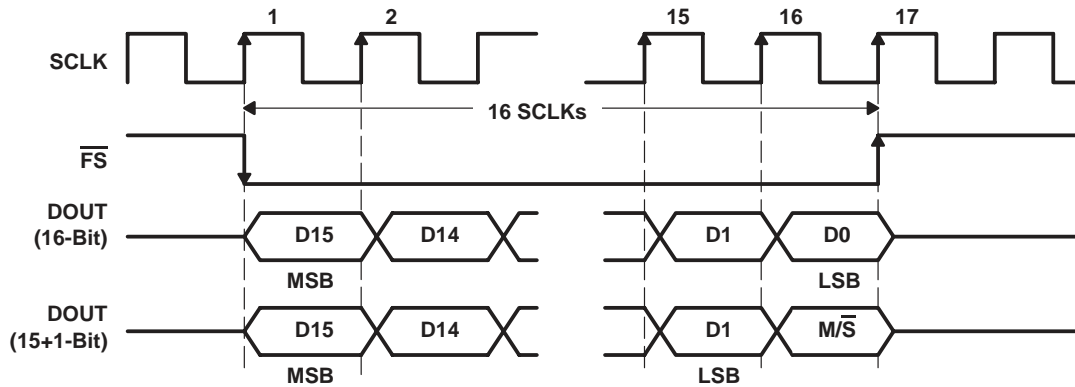 1 2 15 16 17
SCLK
16 SCLKs
F̅S̅
DOUT
(16-Bit)
D15 D14 D1 D0
MSB LSB
DOUT
(15+1-Bit)
D15 D14 D1 M/S̅
MSB LSB